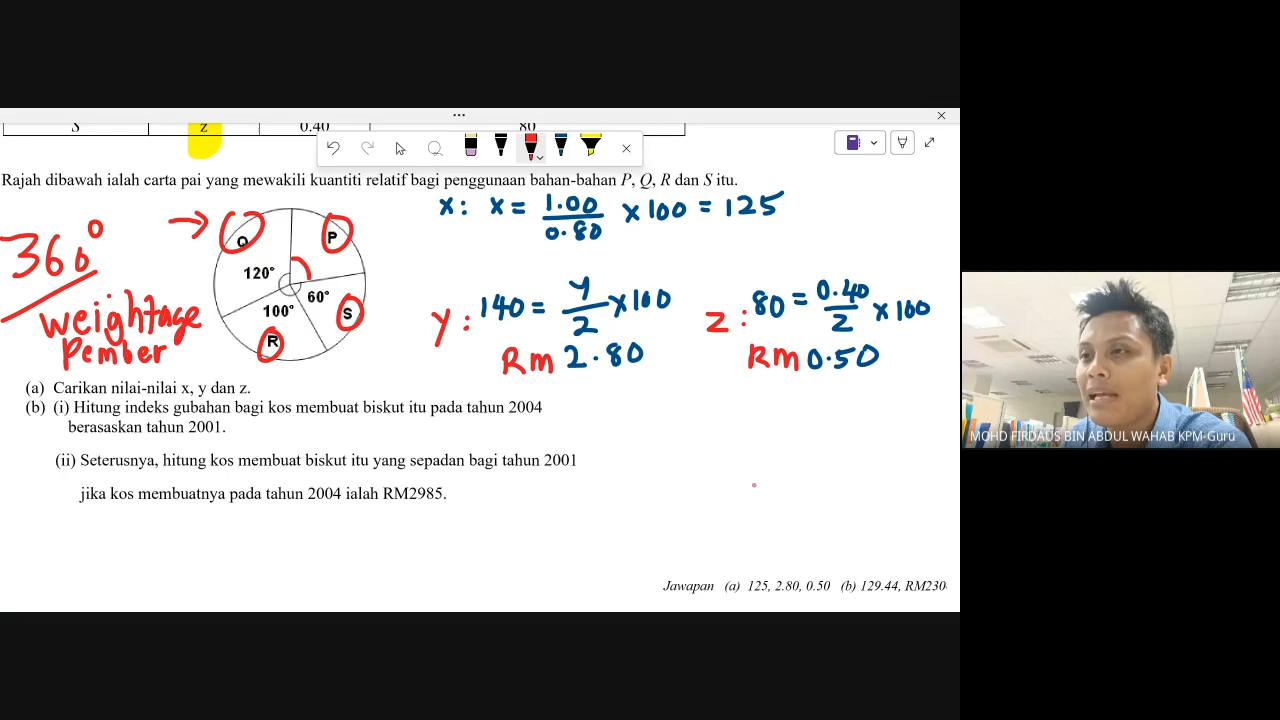 S z 0.40 80
Rajah dibawah ialah carta pai yang mewakili kuantiti relatif bagi penggunaan bahan-bahan P, Q, R dan S itu.
x: x = 1.00/0.80 x100 = 125
360°
Q P
120° 60°
100° S
R
weightage
Pember
y: 140 = y/2 x100
Rm 2.80
z: 80 = 0.40/z x100
Rm 0.50
(a) Carikan nilai-nilai x, y dan z.
(b) (i) Hitung indeks gubahan bagi kos membuat biskut itu pada tahun 2004
berasaskan tahun 2001.
(ii) Seterusnya, hitung kos membuat biskut itu yang sepadan bagi tahun 2001
jika kos membuatnya pada tahun 2004 ialah RM2985.
Jawapan (a) 125, 2.80, 0.50 (b) 129.44, RM230
MOHD FIRDAUS BIN ABDUL WAHAB KPM-Guru